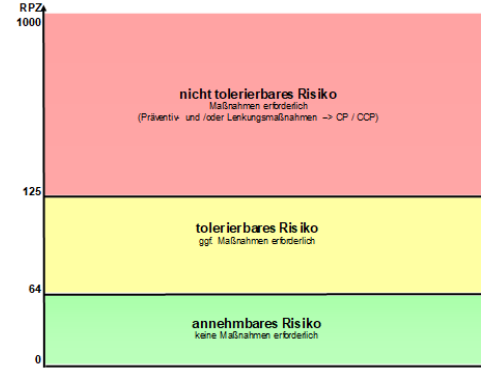 RPZ
1000
nicht tolerierbares Risiko
Maßnahmen erforderlich
(Präventiv- und /oder Lenkungsmaßnahmen -> CP / CCP)
125
tolerierbares Risiko
ggf. Maßnahmen erforderlich
64
annehmbares Risiko
keine Maßnahmen erforderlich
0